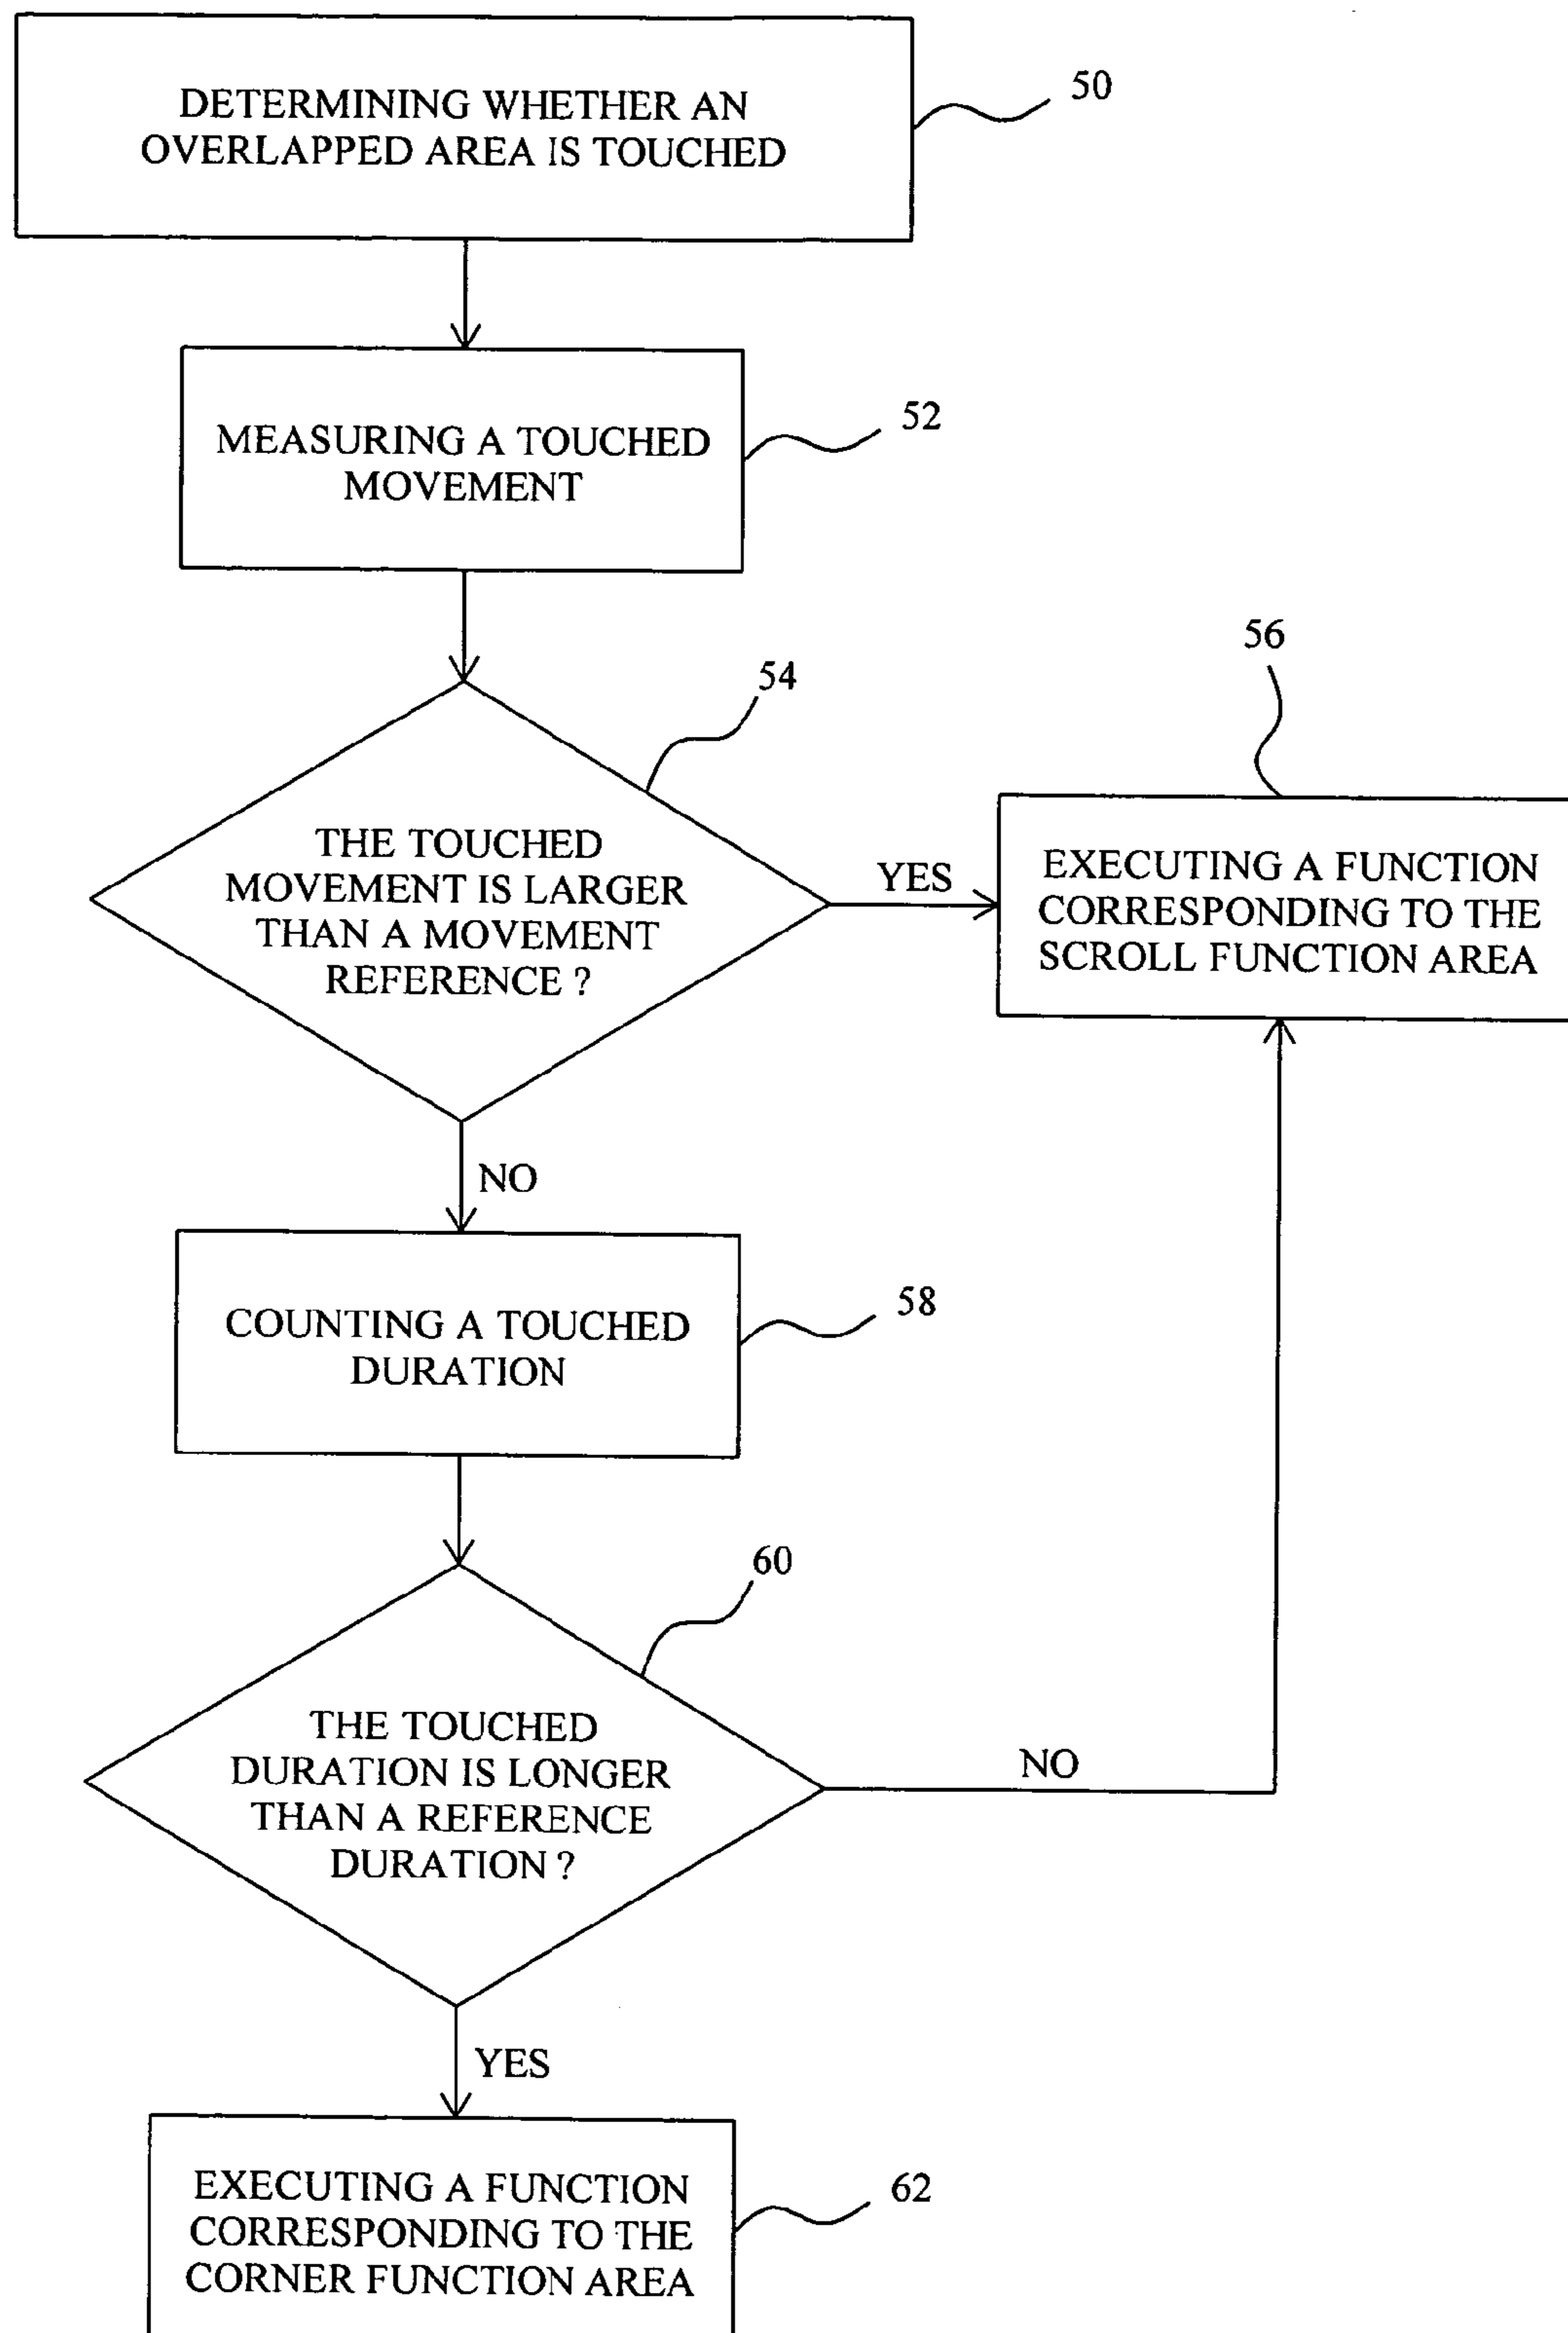 DETERMINING WHETHER AN
OVERLAPPED AREA IS TOUCHED
50
MEASURING A TOUCHED
MOVEMENT
52
54
THE TOUCHED
MOVEMENT IS LARGER
THAN A MOVEMENT
REFERENCE ?
YES
56
EXECUTING A FUNCTION
CORRESPONDING TO THE
SCROLL FUNCTION AREA
NO
COUNTING A TOUCHED
DURATION
58
60
THE TOUCHED
DURATION IS LONGER
THAN A REFERENCE
DURATION ?
NO
YES
EXECUTING A FUNCTION
CORRESPONDING TO THE
CORNER FUNCTION AREA
62